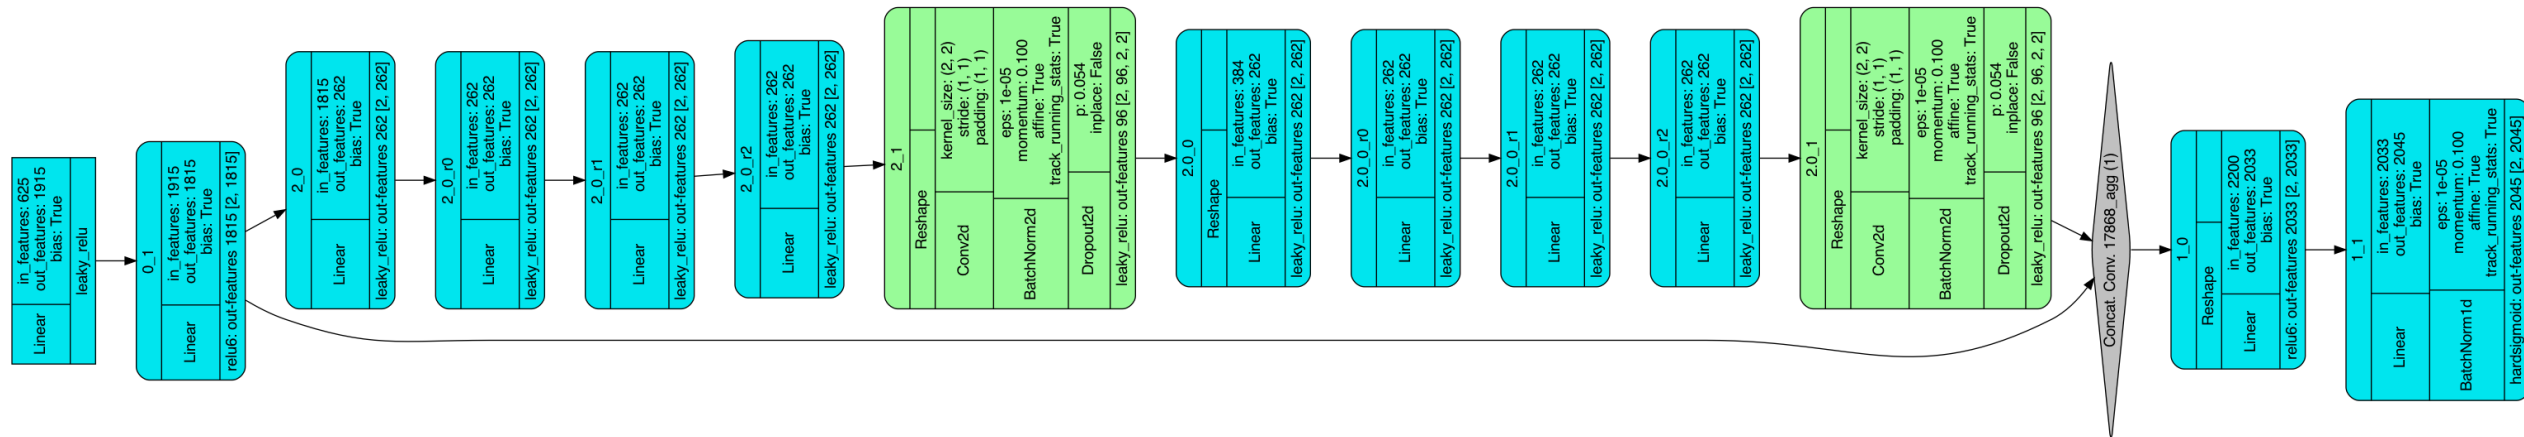 Linear
in_features: 625
out_features: 1915
bias: True
leaky_relu
0_1
Linear
in_features: 1915
out_features: 1815
bias: True
relu6: out-features 1815 [2, 1815]
2_0
Linear
in_features: 1815
out_features: 262
bias: True
leaky_relu: out-features 262 [2, 262]
2_0_r0
Linear
in_features: 262
out_features: 262
bias: True
leaky_relu: out-features 262 [2, 262]
2_0_r1
Linear
in_features: 262
out_features: 262
bias: True
leaky_relu: out-features 262 [2, 262]
2_0_r2
Linear
in_features: 262
out_features: 262
bias: True
leaky_relu: out-features 262 [2, 262]
2_1
Reshape
Conv2d
kernel_size: (2, 2)
stride: (1, 1)
padding: (1, 1)
BatchNorm2d
eps: 1e-05
momentum: 0.100
affine: True
track_running_stats: True
Dropout2d
p: 0.054
inplace: False
leaky_relu: out-features 96 [2, 96, 2, 2]
2.0_0
Reshape
Linear
in_features: 384
out_features: 262
bias: True
leaky_relu: out-features 262 [2, 262]
2.0_0_r0
Linear
in_features: 262
out_features: 262
bias: True
leaky_relu: out-features 262 [2, 262]
2.0_0_r1
Linear
in_features: 262
out_features: 262
bias: True
leaky_relu: out-features 262 [2, 262]
2.0_0_r2
Linear
in_features: 262
out_features: 262
bias: True
leaky_relu: out-features 262 [2, 262]
2.0_1
Reshape
Conv2d
kernel_size: (2, 2)
stride: (1, 1)
padding: (1, 1)
BatchNorm2d
eps: 1e-05
momentum: 0.100
affine: True
track_running_stats: True
Dropout2d
p: 0.054
inplace: False
leaky_relu: out-features 96 [2, 96, 2, 2]
Concat. Conv. 17868_agg (1)
1_0
Reshape
Linear
in_features: 2200
out_features: 2033
bias: True
relu6: out-features 2033 [2, 2033]
1_1
Linear
in_features: 2033
out_features: 2045
bias: True
BatchNorm1d
eps: 1e-05
momentum: 0.100
affine: True
track_running_stats: True
hardsigmoid: out-features 2045 [2, 2045]